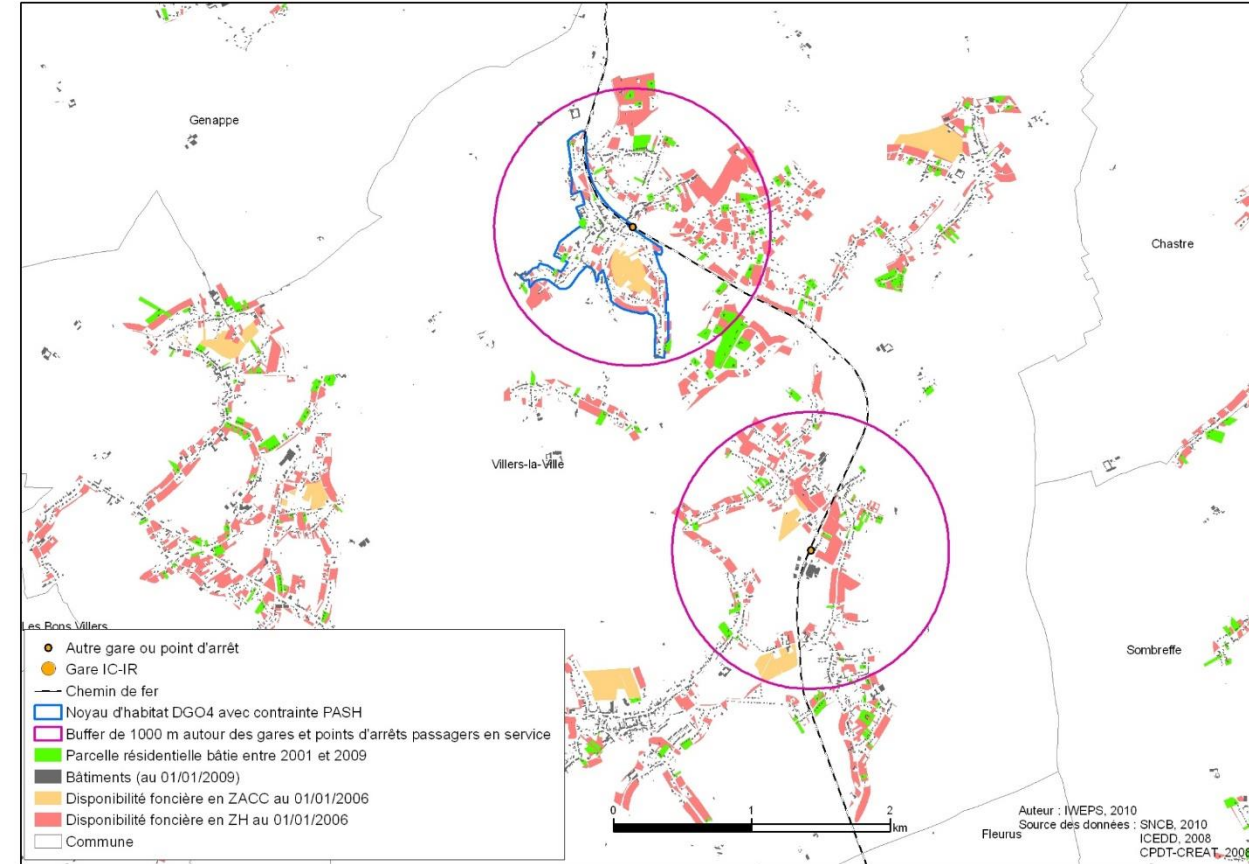 Genappe
Chastre
Villers-la-Ville
Les Bons Villers
Sombreffe
Autre gare ou point d'arrêt
Gare IC-IR
Chemin de fer
Noyau d'habitat DGO4 avec contrainte PASH
Buffer de 1000 m autour des gares et points d'arrêts passagers en service
Parcelle résidentielle bâtie entre 2001 et 2009
Bâtiments (au 01/01/2009)
Disponibilité foncière en ZACC au 01/01/2006
Disponibilité foncière en ZH au 01/01/2006
Commune
0 1 2
km
Fleurus
Auteur : IWEPS, 2010
Source des données : SNCB, 2010
ICEDD, 2008
CPDT-CREAT, 2008